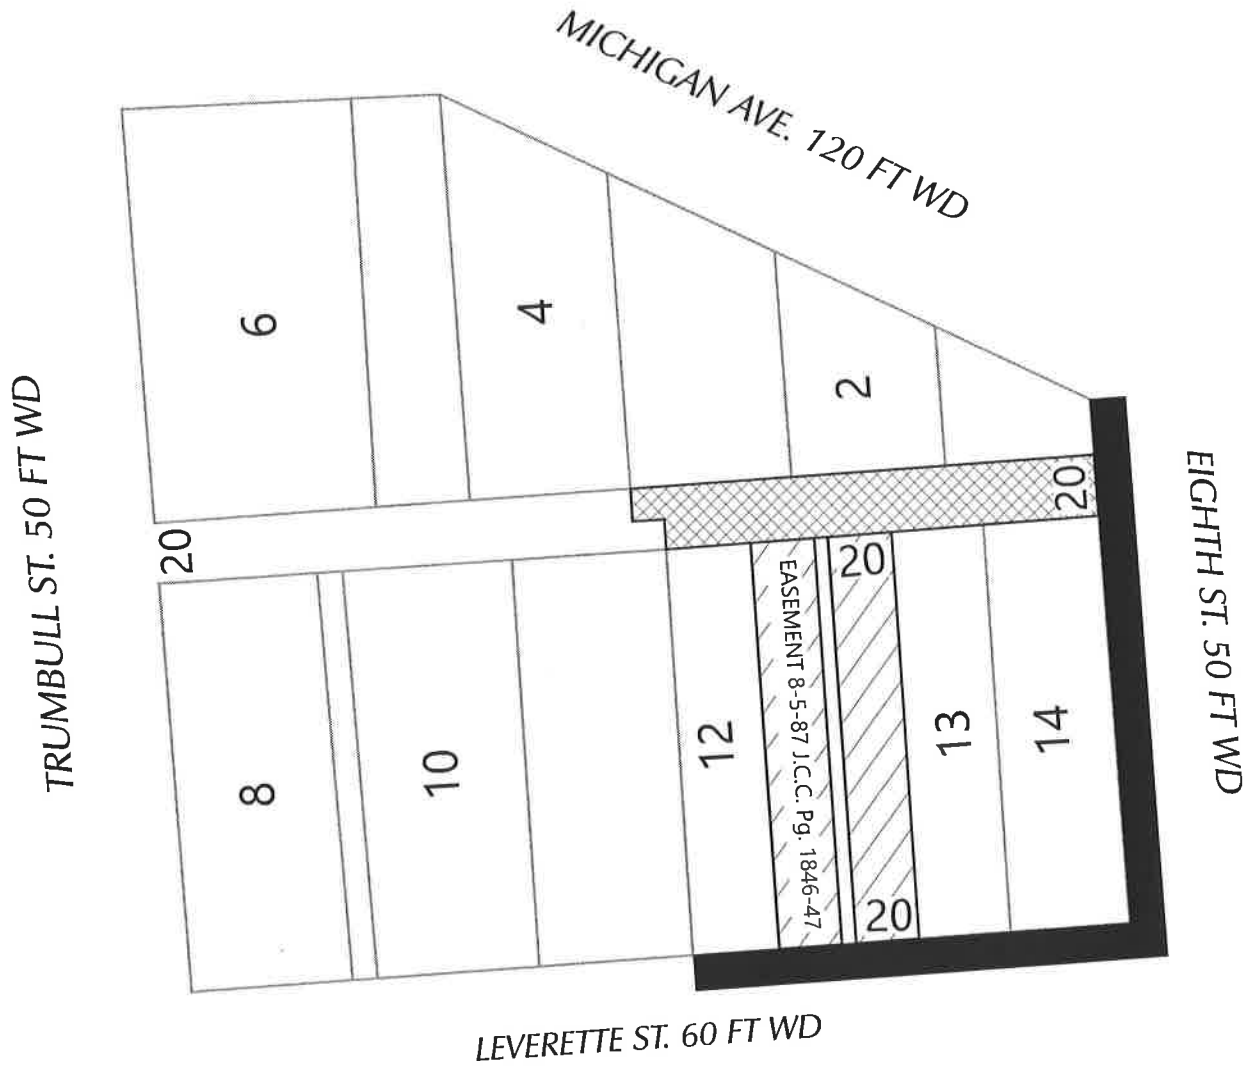 MICHIGAN AVE. 120 FT WD
6
4
2
TRUMBULL ST. 50 FT WD
20
20
EIGHTH ST. 50 FT WD
20
EASEMENT 8-5-87 J.C.C. Pg. 1846-47
8
10
12
13
14
20
LEVERETTE ST. 60 FT WD